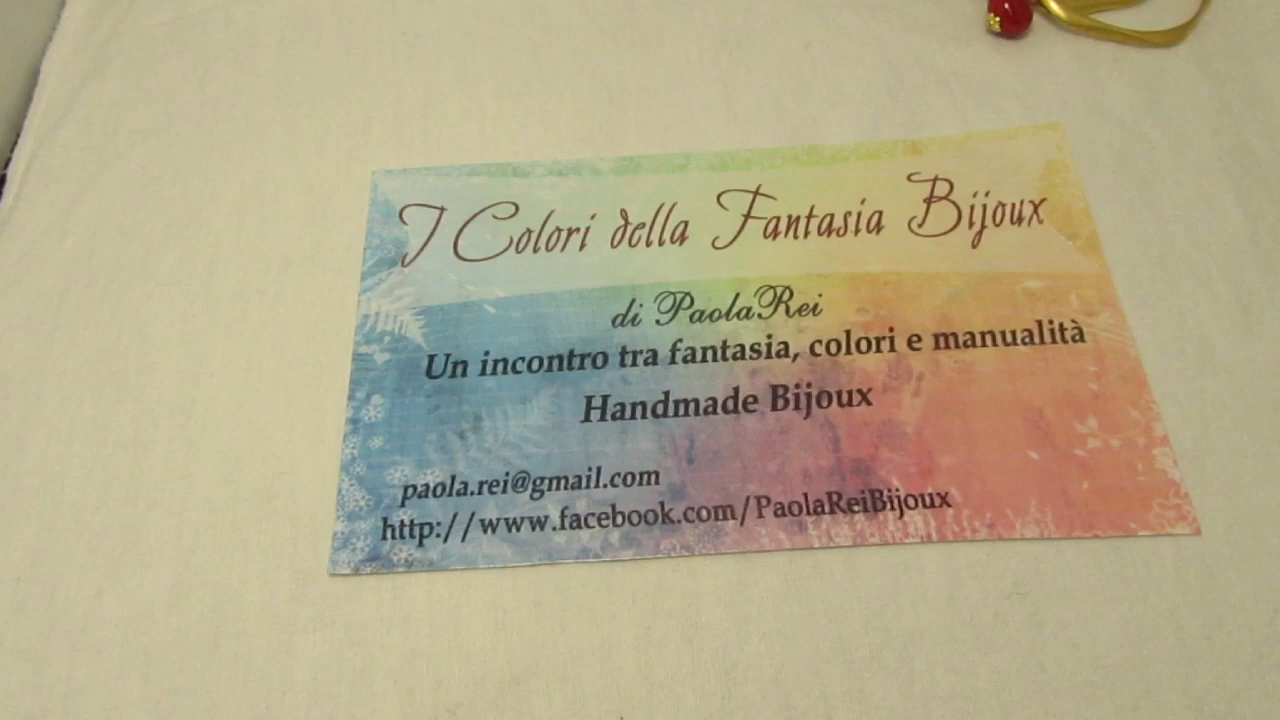 I Colori della Fantasia Bijoux
di PaolaRei
Un incontro tra fantasia, colori e manualità
Handmade Bijoux
paola.rei@gmail.com
http://www.facebook.com/PaolaReiBijoux